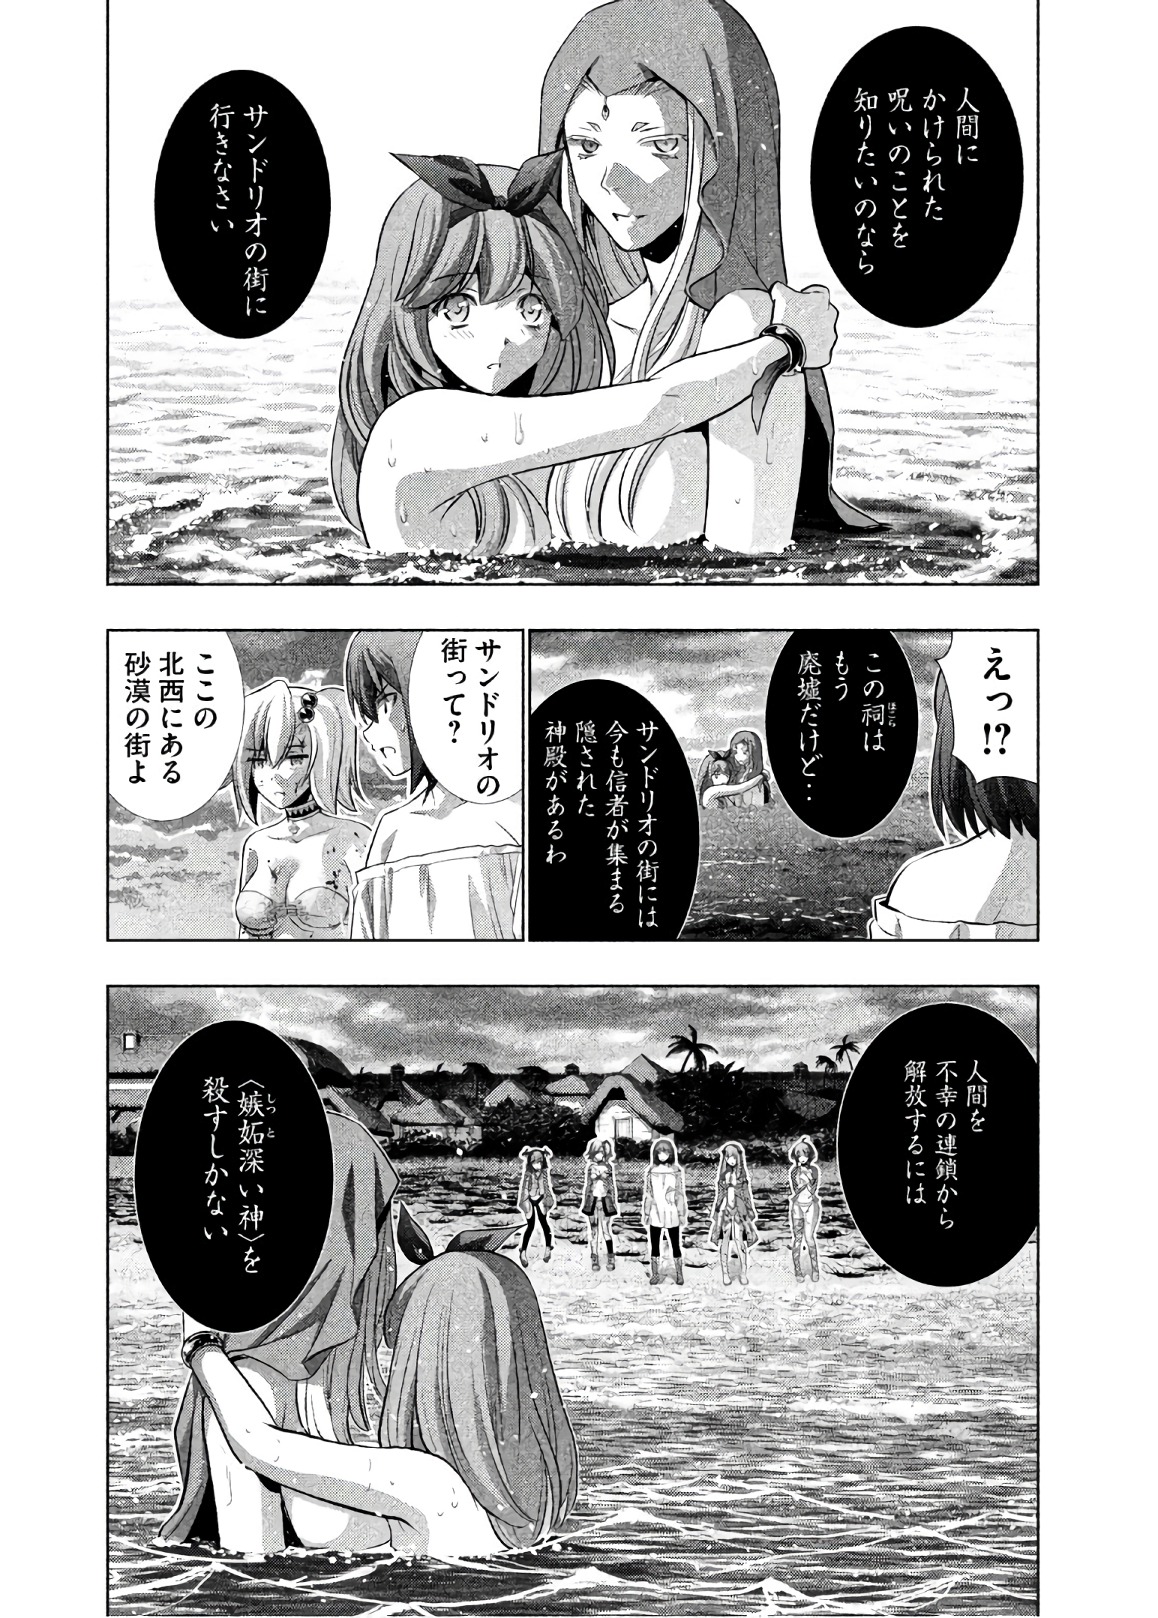 人間に
かけられた
呪いのことを
知りたいのなら
サンドリオの街に
行きなさい
えっ!?
この祠は
ほこら
もう
廃墟だけど‥
サンドリオの街には
今も信者が集まる
隠された
神殿があるわ
サンドリオの
街って?
ここの
北西にある
砂漠の街よ
人間を
不幸の連鎖から
解放するには
〈嫉妬深い神〉を
しっと
殺すしかない